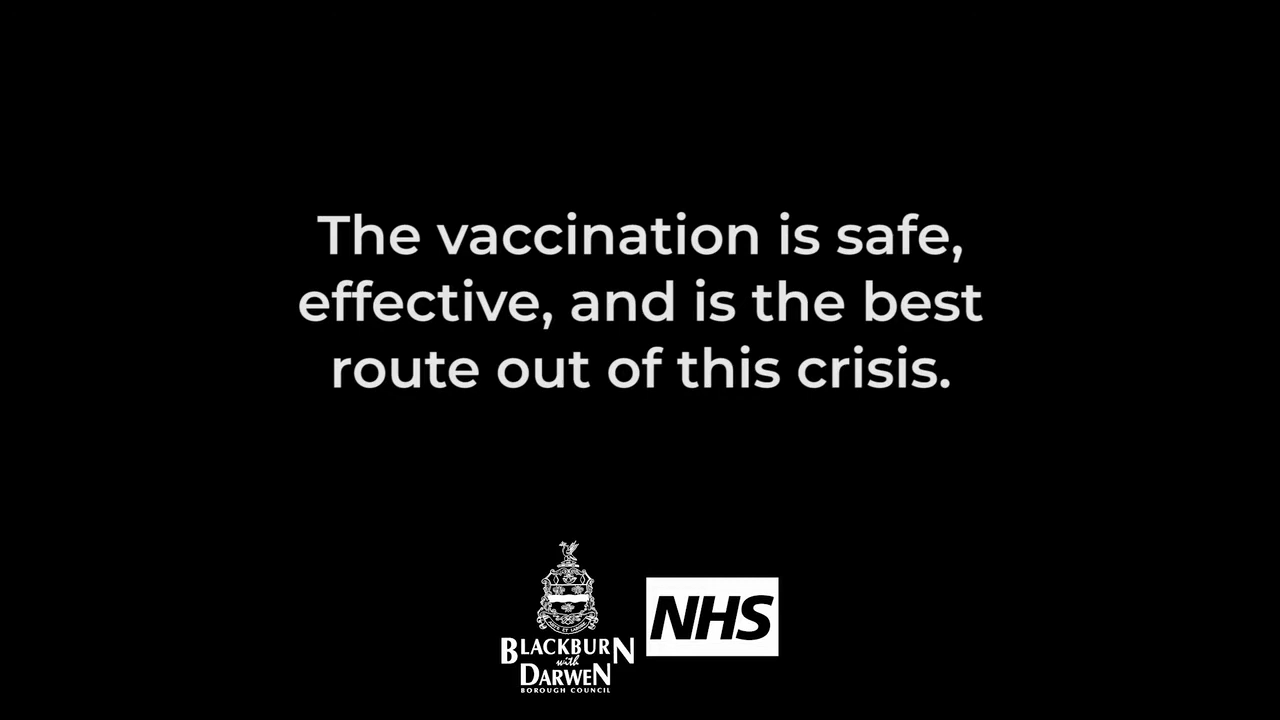 The vaccination is safe,
effective, and is the best
route out of this crisis.
BLACKBURN
with
DARWEN
BOROUGH COUNCIL
NHS